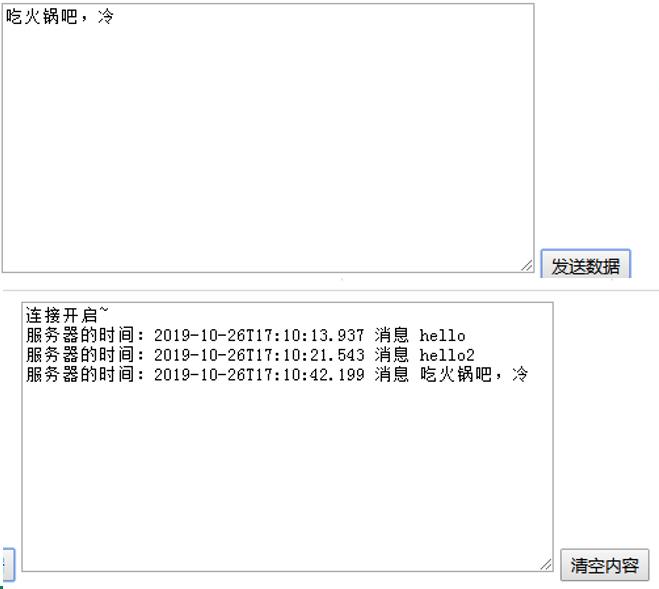 吃火锅吧，冷
发送数据
连接开启~
服务器的时间：2019-10-26T17:10:13.937 消息 hello
服务器的时间：2019-10-26T17:10:21.543 消息 hello2
服务器的时间：2019-10-26T17:10:42.199 消息 吃火锅吧，冷
清空内容